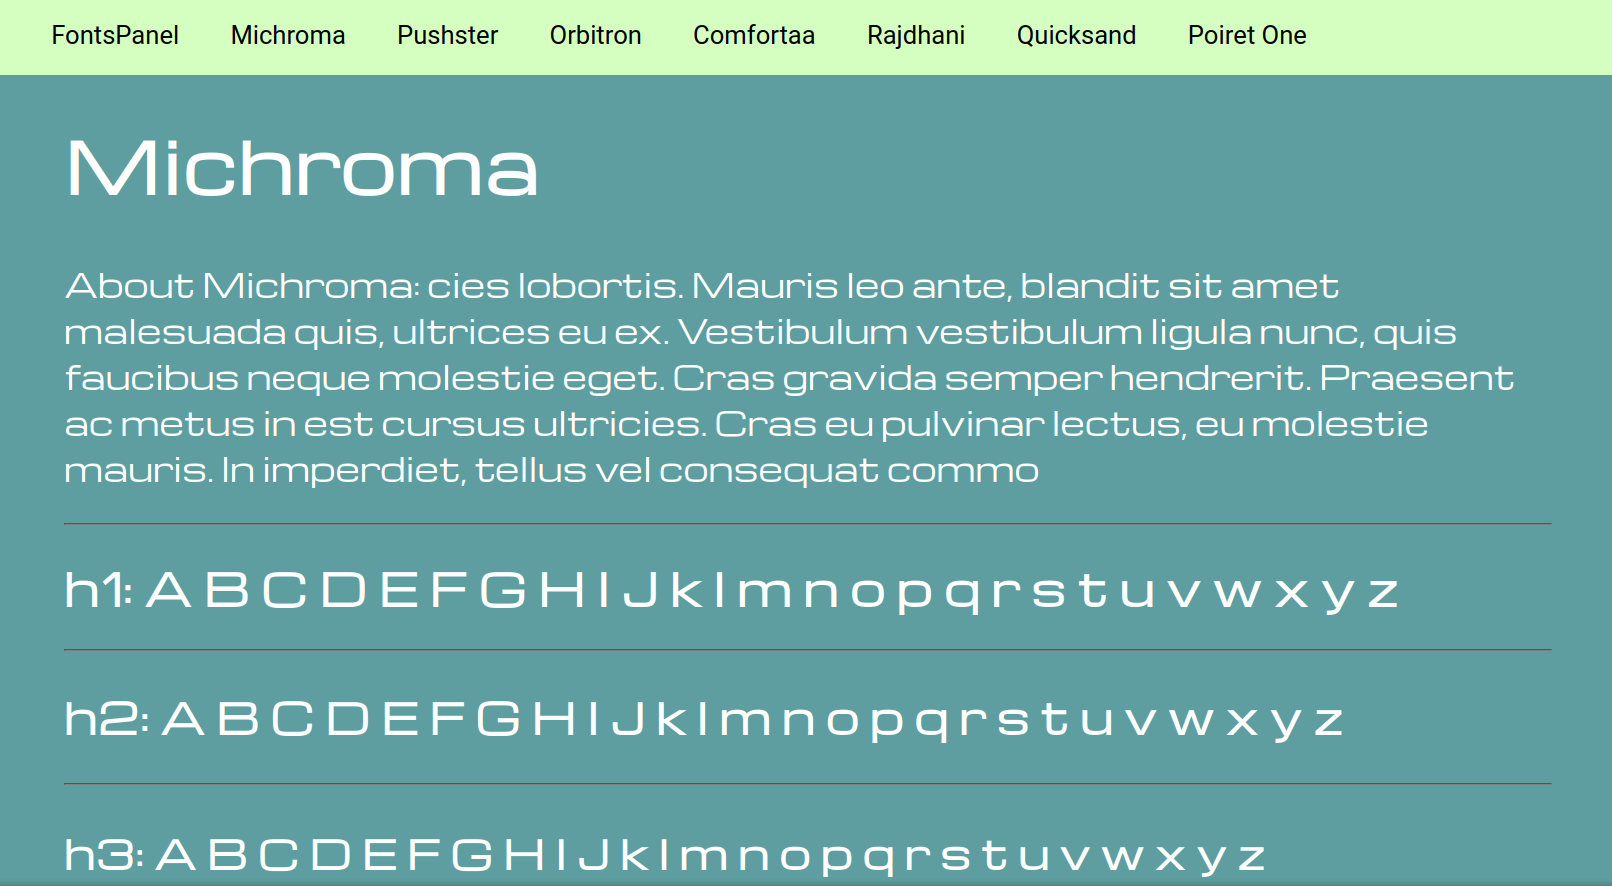 FontsPanel Michroma Pushster Orbitron Comfortaa Rajdhani Quicksand Poiret One
Michroma
About Michroma: cies lobortis. Mauris leo ante, blandit sit amet
malesuada quis, ultrices eu ex. Vestibulum vestibulum ligula nunc, quis
faucibus neque molestie eget. Cras gravida semper hendrerit. Praesent
ac metus in est cursus ultricies. Cras eu pulvinar lectus, eu molestie
mauris. In imperdiet, tellus vel consequat commo
h1: A B C D E F G H I J k l m n o p q r s t u v w x y z
h2: A B C D E F G H I J k l m n o p q r s t u v w x y z
h3: A B C D E F G H I J k l m n o p q r s t u v w x y z